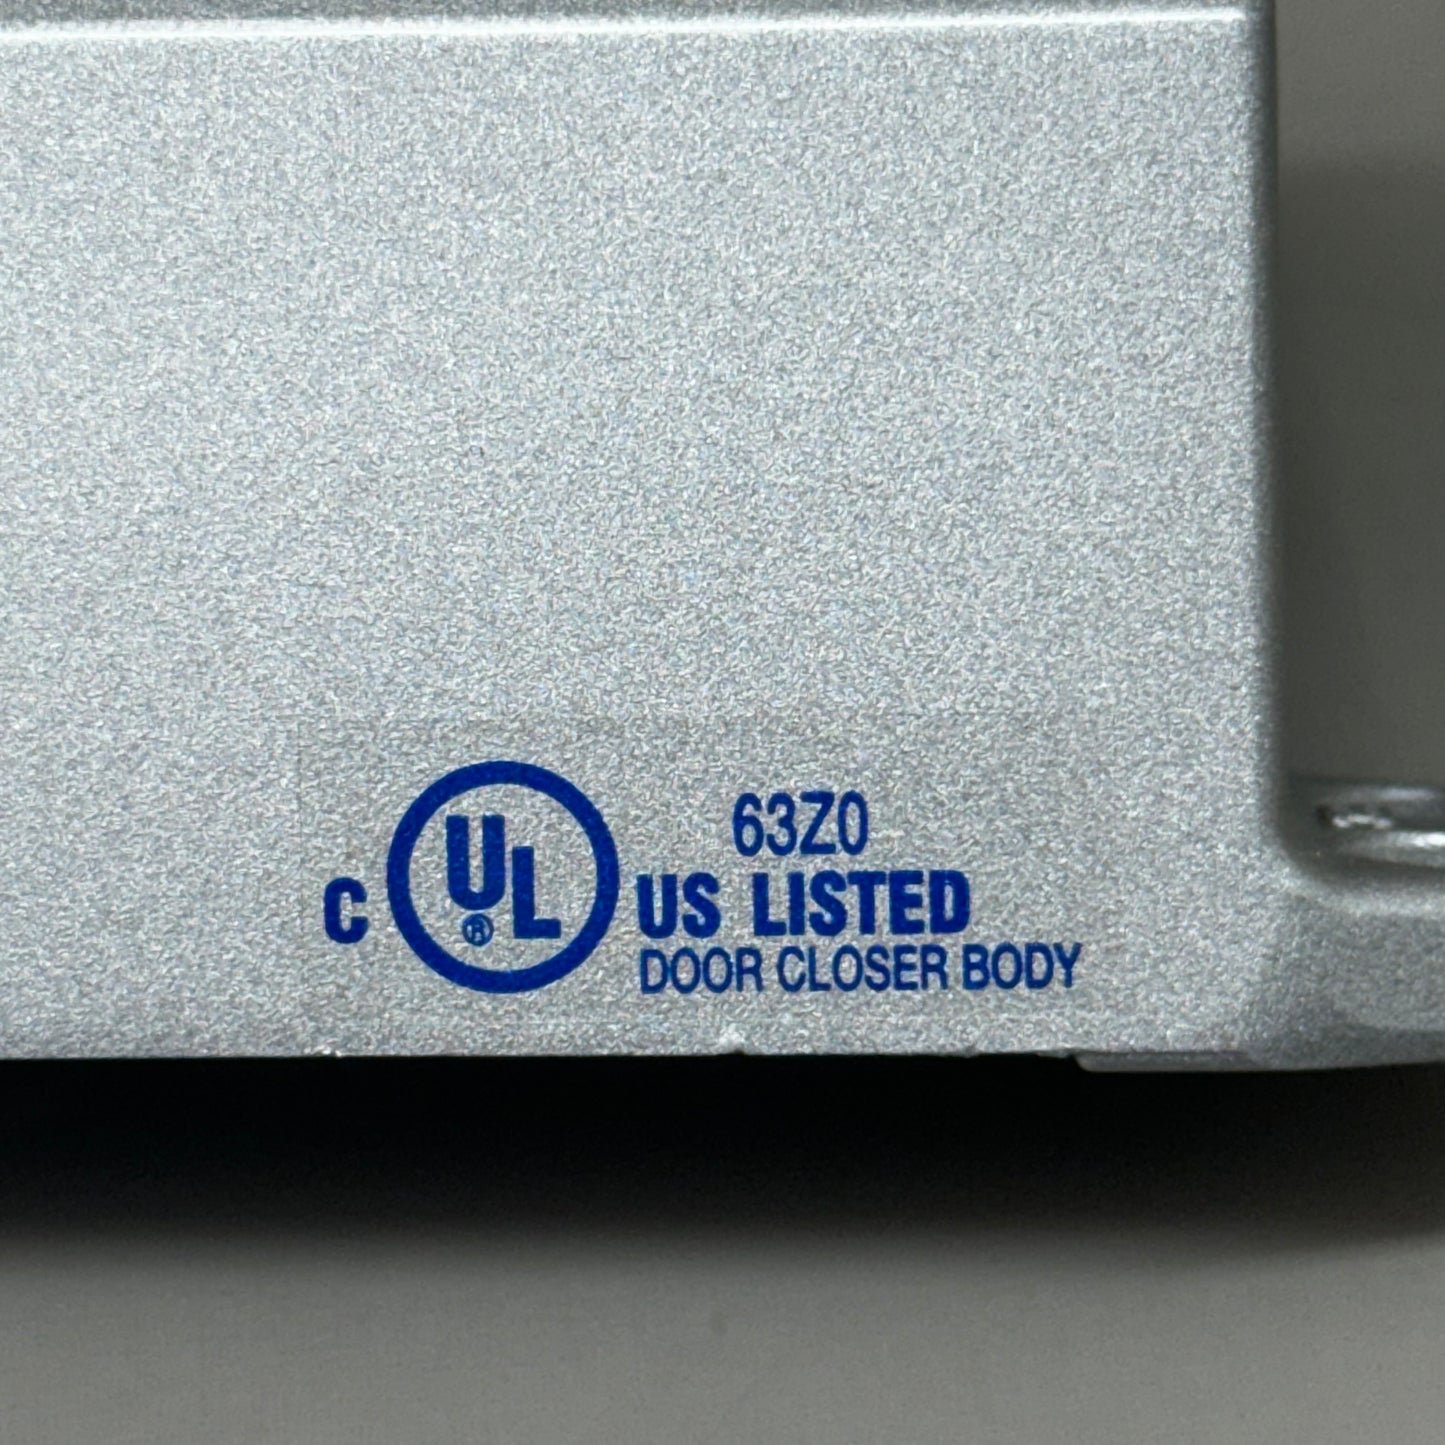 63Z0
C UL® US LISTED
DOOR CLOSER BODY